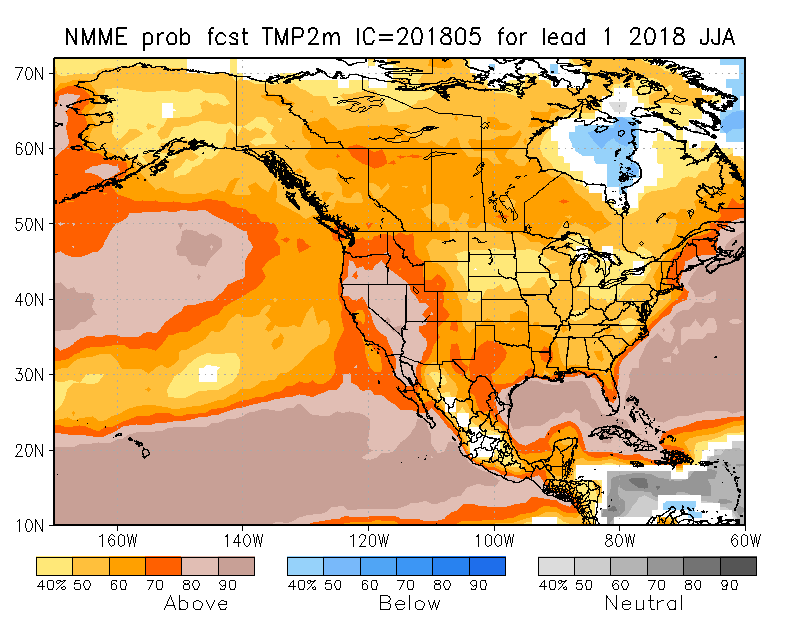 NMME prob fcst TMP2m IC=201805 for lead 1 2018 JJA
70N
60N
50N
40N
30N
20N
10N
160W 140W 120W 100W 80W 60W
40% 50 60 70 80 90 40% 50 60 70 80 90 40% 50 60 70 80 90
Above Below Neutral